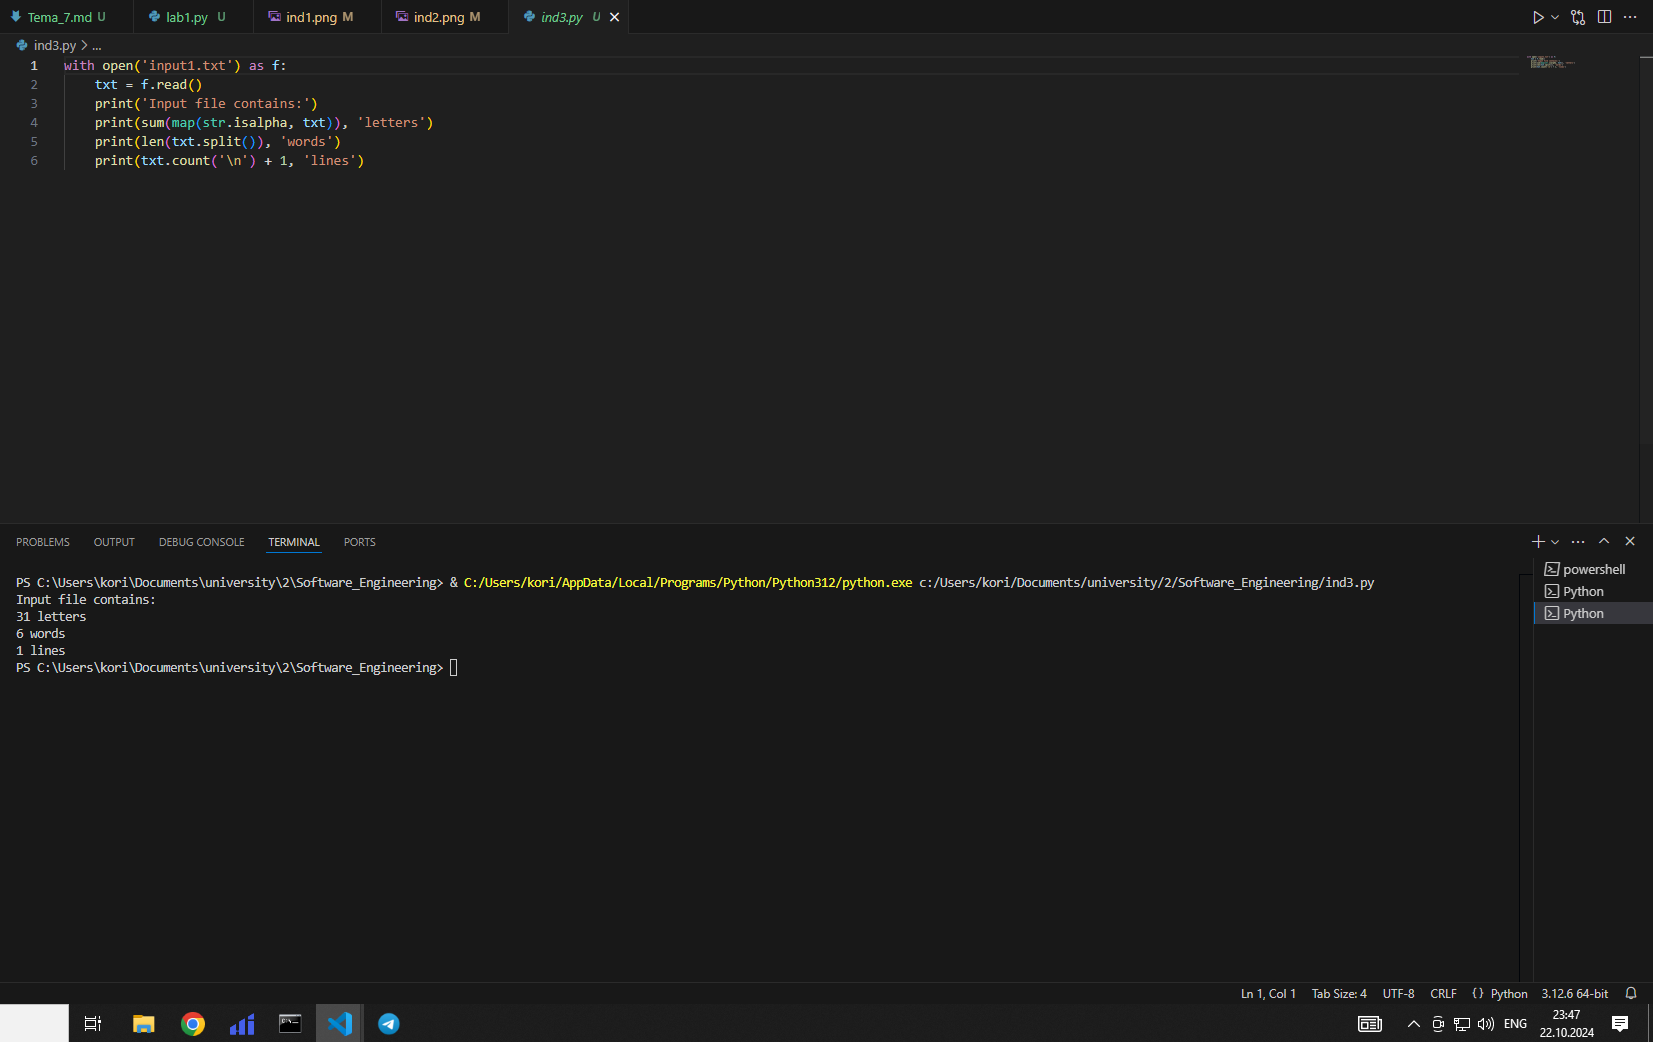 Tema_7.md U lab1.py U ind1.png M ind2.png M ind3.py U
ind3.py > ...
1 with open('input1.txt') as f:
2 txt = f.read()
3 print('Input file contains:')
4 print(sum(map(str.isalpha, txt)), 'letters')
5 print(len(txt.split()), 'words')
6 print(txt.count('\n') + 1, 'lines')
PROBLEMS OUTPUT DEBUG CONSOLE TERMINAL PORTS
powershell
Python
Python
PS C:\Users\kori\Documents\university\2\Software_Engineering> & C:/Users/kori/AppData/Local/Programs/Python/Python312/python.exe c:/Users/kori/Documents/university/2/Software_Engineering/ind3.py
Input file contains:
31 letters
6 words
1 lines
PS C:\Users\kori\Documents\university\2\Software_Engineering>
Ln 1, Col 1 Tab Size: 4 UTF-8 CRLF {} Python 3.12.6 64-bit
ENG
23:47
22.10.2024